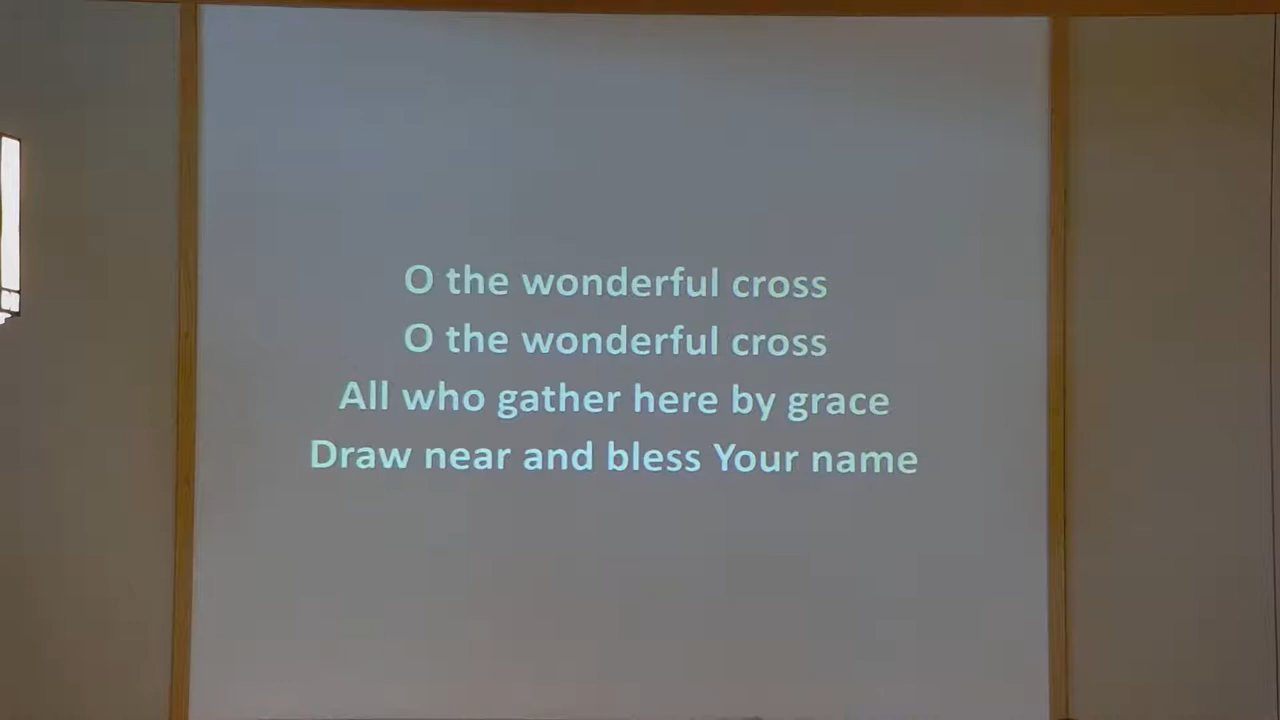 O the wonderful cross
O the wonderful cross
All who gather here by grace
Draw near and bless Your name